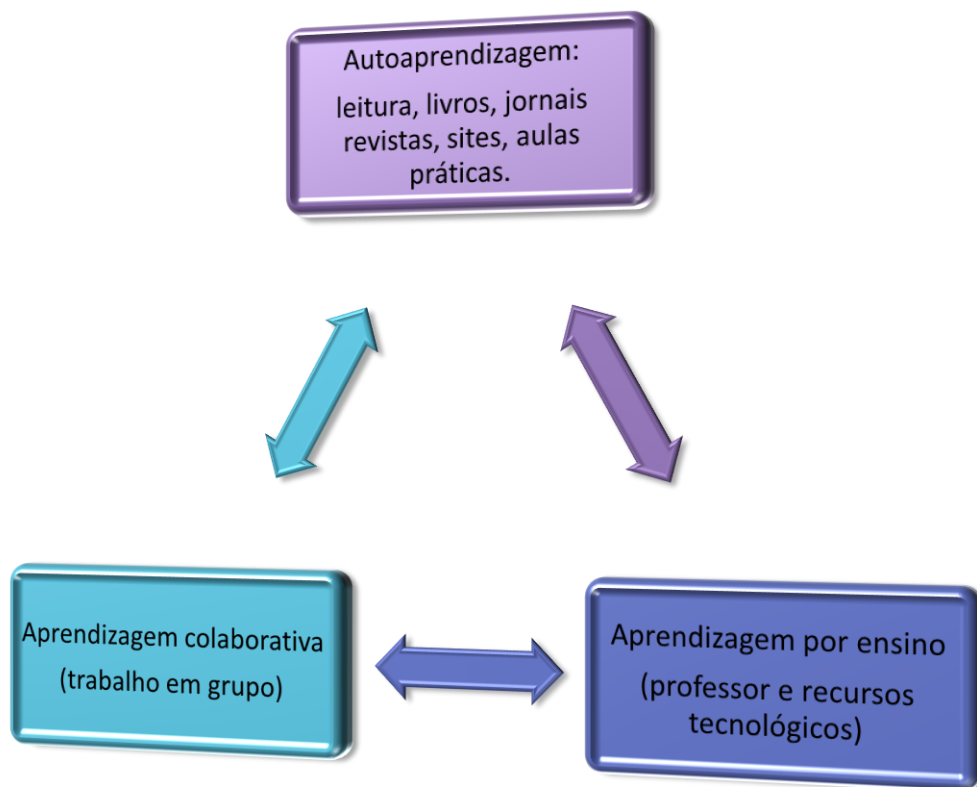 Autoaprendizagem:
leitura, livros, jornais
revistas, sites, aulas
práticas.
Aprendizagem colaborativa
(trabalho em grupo)
Aprendizagem por ensino
(professor e recursos
tecnológicos)